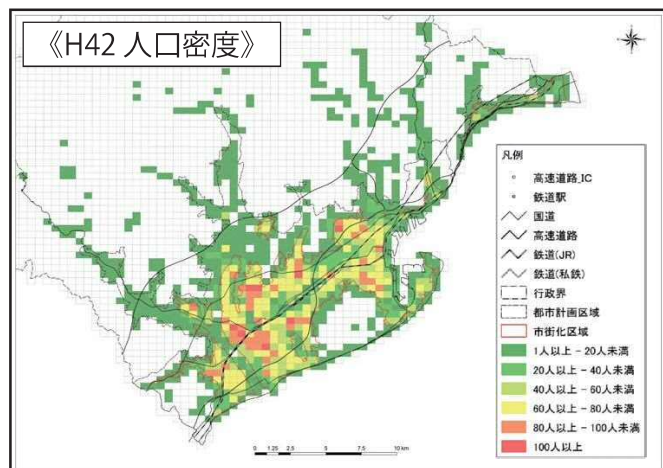 《H42 人口密度》
凡例
高速道路_IC
鉄道駅
国道
高速道路
鉄道(JR)
鉄道(私鉄)
行政界
都市計画区域
市街化区域
1人以上 - 20人未満
20人以上 - 40人未満
40人以上 - 60人未満
60人以上 - 80人未満
80人以上 - 100人未満
100人以上
0 1.25 2.5 5 7.5 10 km